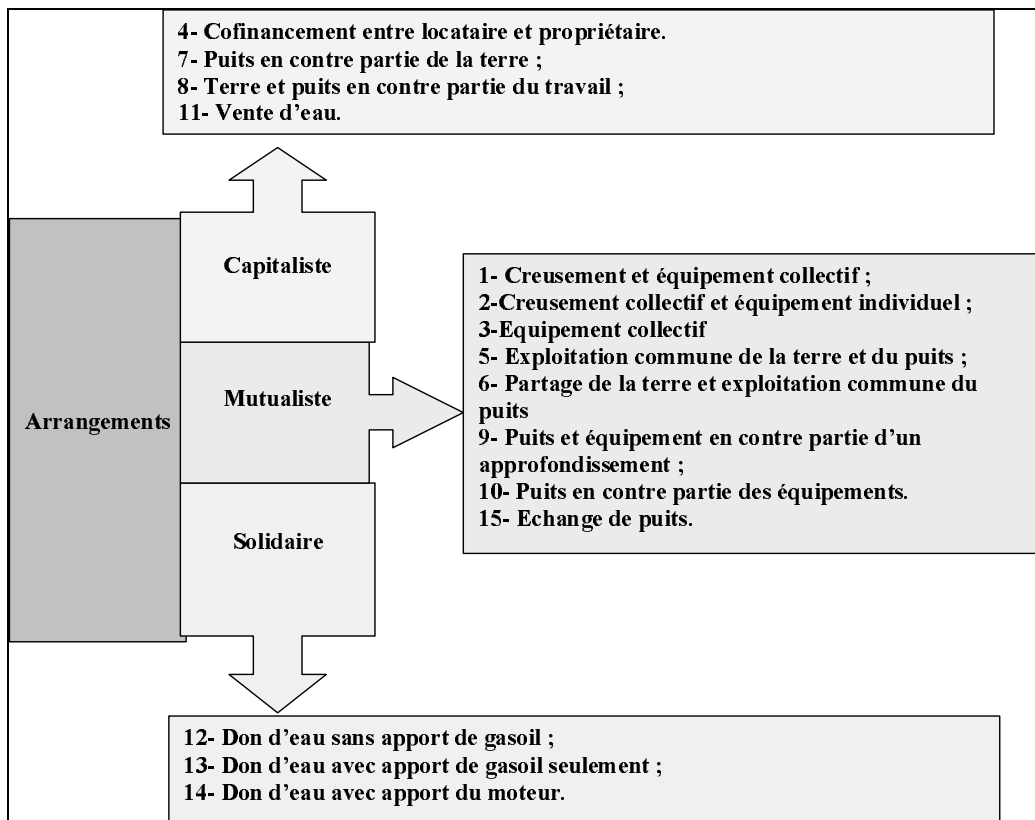 4- Cofinancement entre locataire et propriétaire.
7- Puits en contre partie de la terre ;
8- Terre et puits en contre partie du travail ;
11- Vente d’eau.
Arrangements
Capitaliste
Mutualiste
Solidaire
1- Creusement et équipement collectif ;
2-Creusement collectif et équipement individuel ;
3-Equipement collectif
5- Exploitation commune de la terre et du puits ;
6- Partage de la terre et exploitation commune du
puits
9- Puits et équipement en contre partie d’un
approfondissement ;
10- Puits en contre partie des équipements.
15- Echange de puits.
12- Don d’eau sans apport de gasoil ;
13- Don d’eau avec apport de gasoil seulement ;
14- Don d’eau avec apport du moteur.